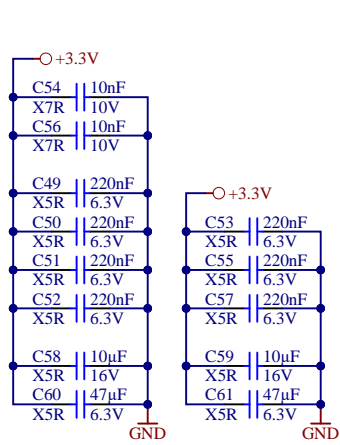 +3.3V
C54 10nF
X7R 10V
C56 10nF
X7R 10V
C49 220nF
X5R 6.3V
C50 220nF
X5R 6.3V
C51 220nF
X5R 6.3V
C52 220nF
X5R 6.3V
C58 10µF
X5R 16V
C60 47µF
X5R 6.3V
GND
+3.3V
C53 220nF
X5R 6.3V
C55 220nF
X5R 6.3V
C57 220nF
X5R 6.3V
C59 10µF
X5R 16V
C61 47µF
X5R 6.3V
GND